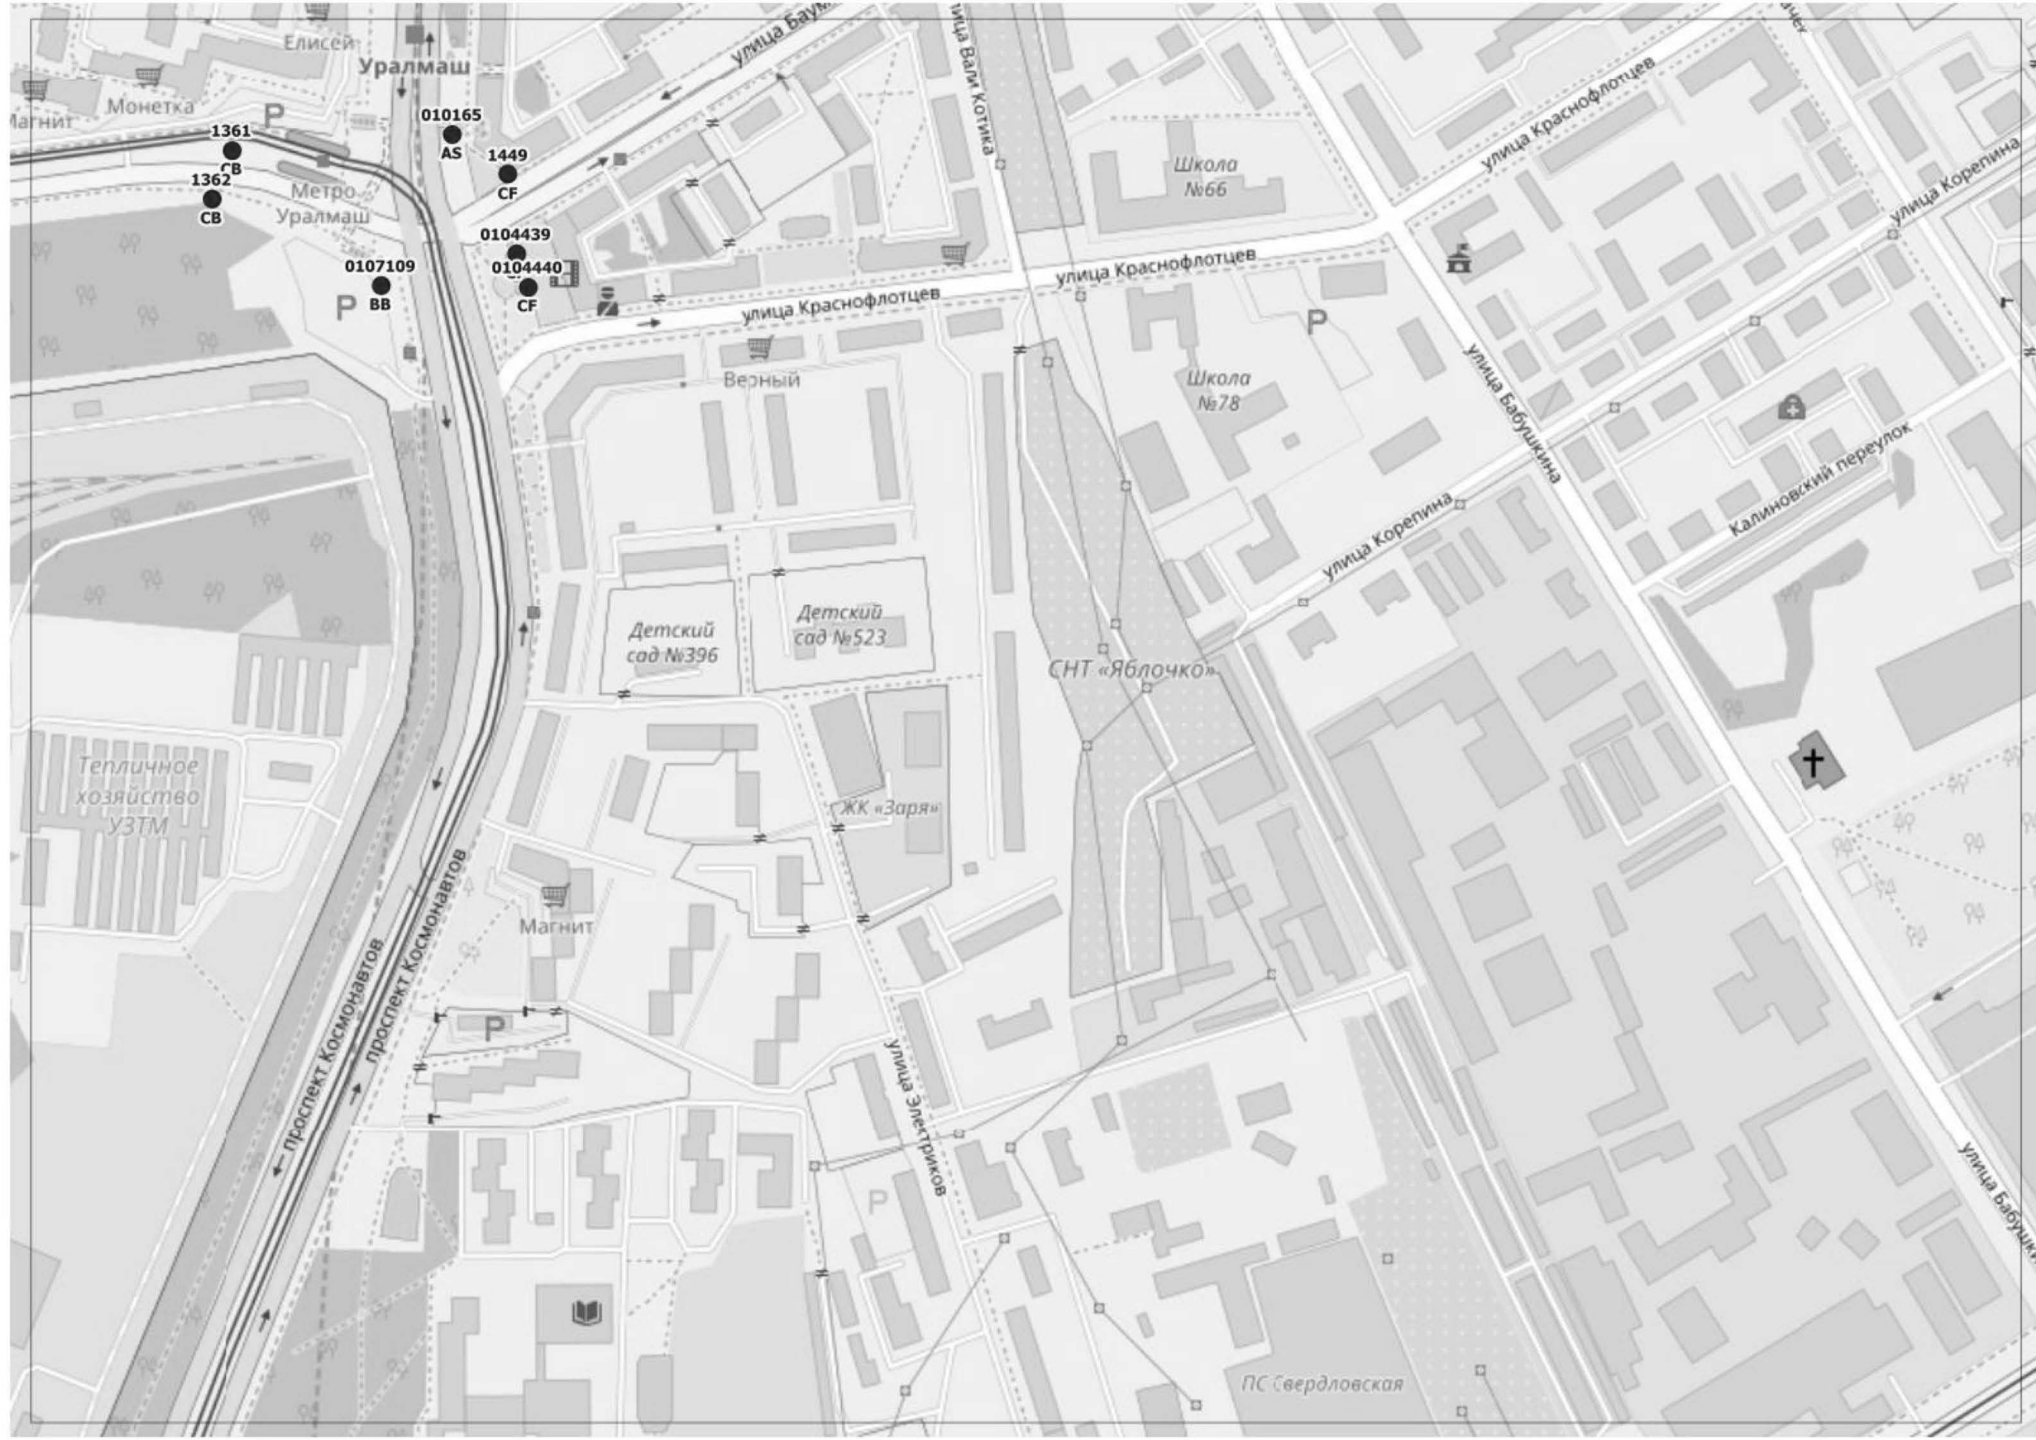 Елисей
Уралмаш
Монетка
Магнит
010165
AS
1361
CB
1362
CB
1449
CF
Метро
Уралмаш
0104439
0104440
CF
0107109
BB
P
P
улица Баум
улица Вали Котика
Школа
№66
улица Краснофлотцев
улица Корепина
улица Краснофлотцев
улица Краснофлотцев
P
Верный
Школа
№78
улица Бабушкина
Калиновский переулок
улица Корепина
Детский
сад №396
Детский
сад №523
СНТ «Яблочко»
Тепличное
хозяйство
УЗТМ
ЖК «Заря»
Магнит
проспект Космонавтов
проспект Космонавтов
P
улица Электриков
P
улица Бабушкин
ПС Свердловская